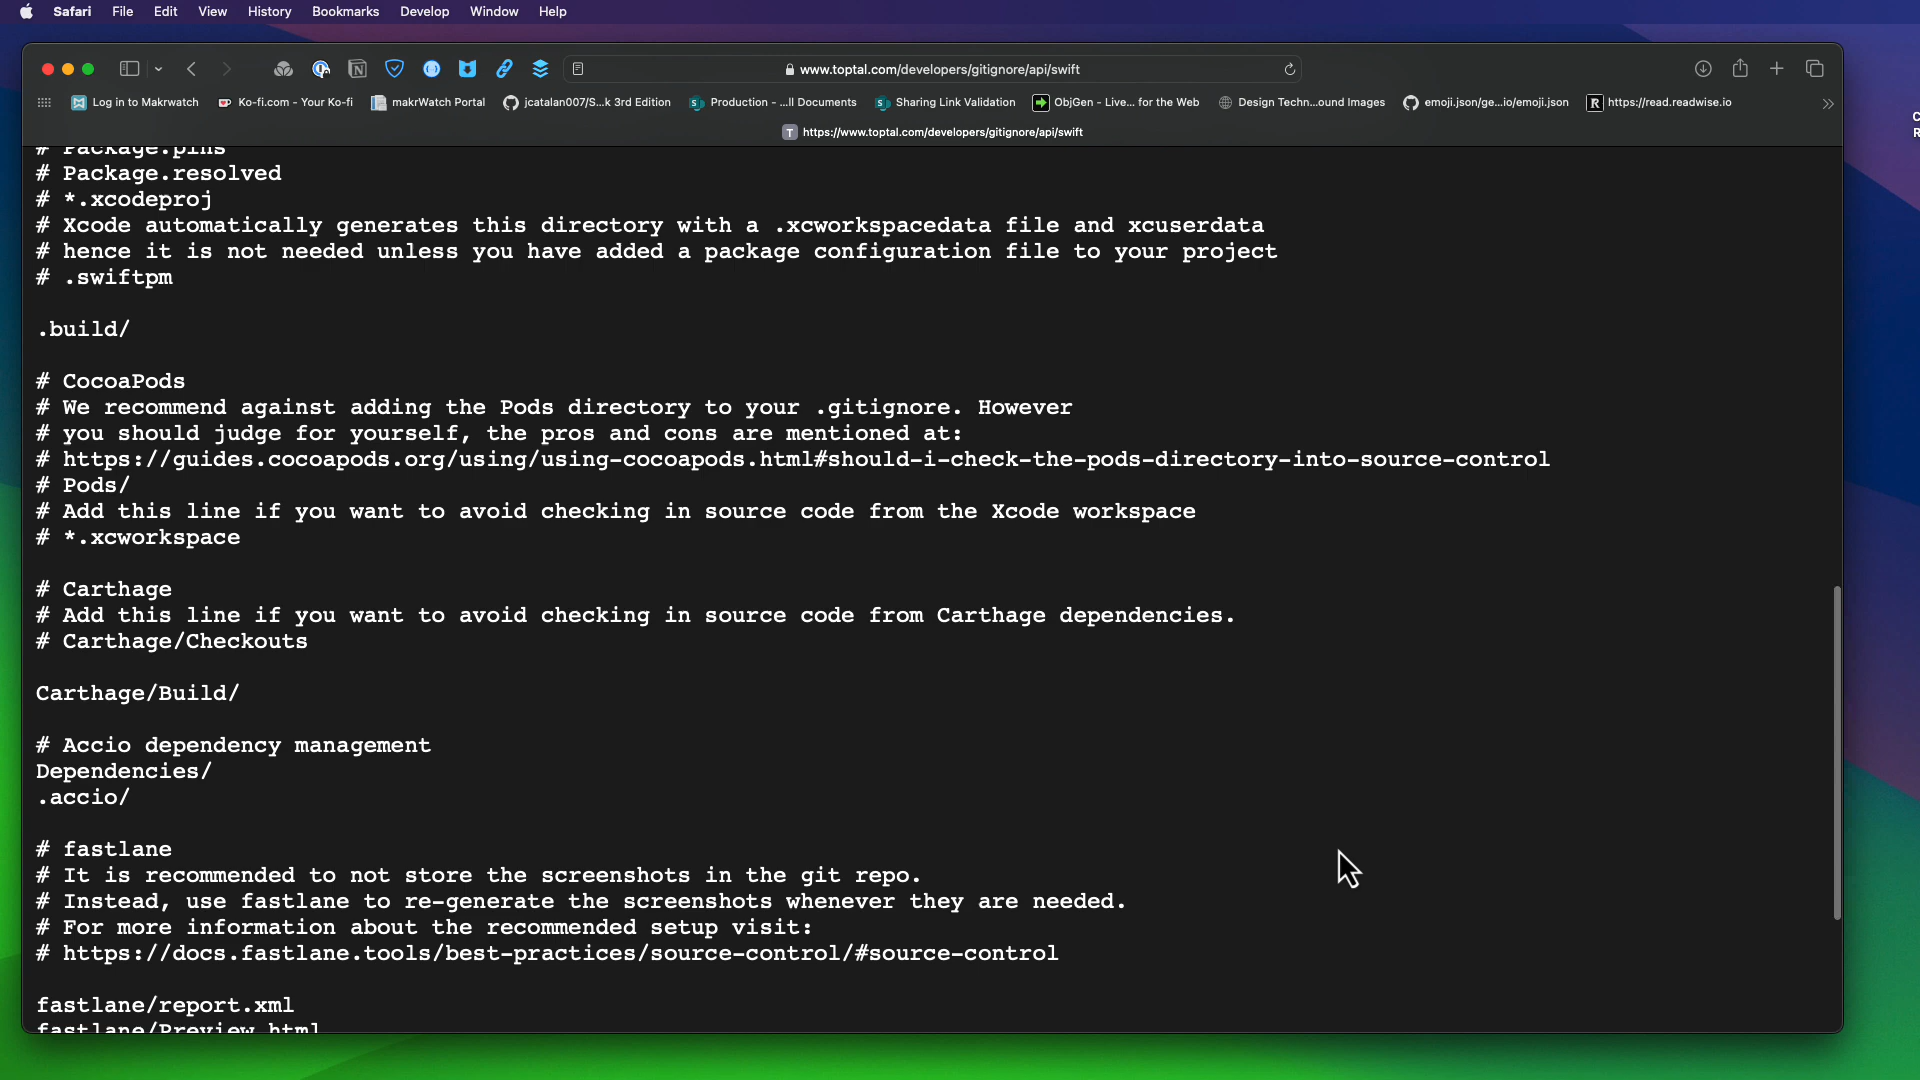 Safari File Edit View History Bookmarks Develop Window Help
www.toptal.com/developers/gitignore/api/swift
Log in to Makrwatch Ko-fi.com - Your Ko-fi makrWatch Portal jcatalan007/S...k 3rd Edition Production - ...ll Documents Sharing Link Validation ObjGen - Live... for the Web Design Techn...ound Images emoji.json/ge...io/emoji.json R https://read.readwise.io
T https://www.toptal.com/developers/gitignore/api/swift
# Package.pins
# Package.resolved
# *.xcodeproj
# Xcode automatically generates this directory with a .xcworkspacedata file and xcuserdata
# hence it is not needed unless you have added a package configuration file to your project
# .swiftpm
.build/
# CocoaPods
# We recommend against adding the Pods directory to your .gitignore. However
# you should judge for yourself, the pros and cons are mentioned at:
# https://guides.cocoapods.org/using/using-cocoapods.html#should-i-check-the-pods-directory-into-source-control
# Pods/
# Add this line if you want to avoid checking in source code from the Xcode workspace
# *.xcworkspace
# Carthage
# Add this line if you want to avoid checking in source code from Carthage dependencies.
# Carthage/Checkouts
Carthage/Build/
# Accio dependency management
Dependencies/
.accio/
# fastlane
# It is recommended to not store the screenshots in the git repo.
# Instead, use fastlane to re-generate the screenshots whenever they are needed.
# For more information about the recommended setup visit:
# https://docs.fastlane.tools/best-practices/source-control/#source-control
fastlane/report.xml
fastlane/Preview.html